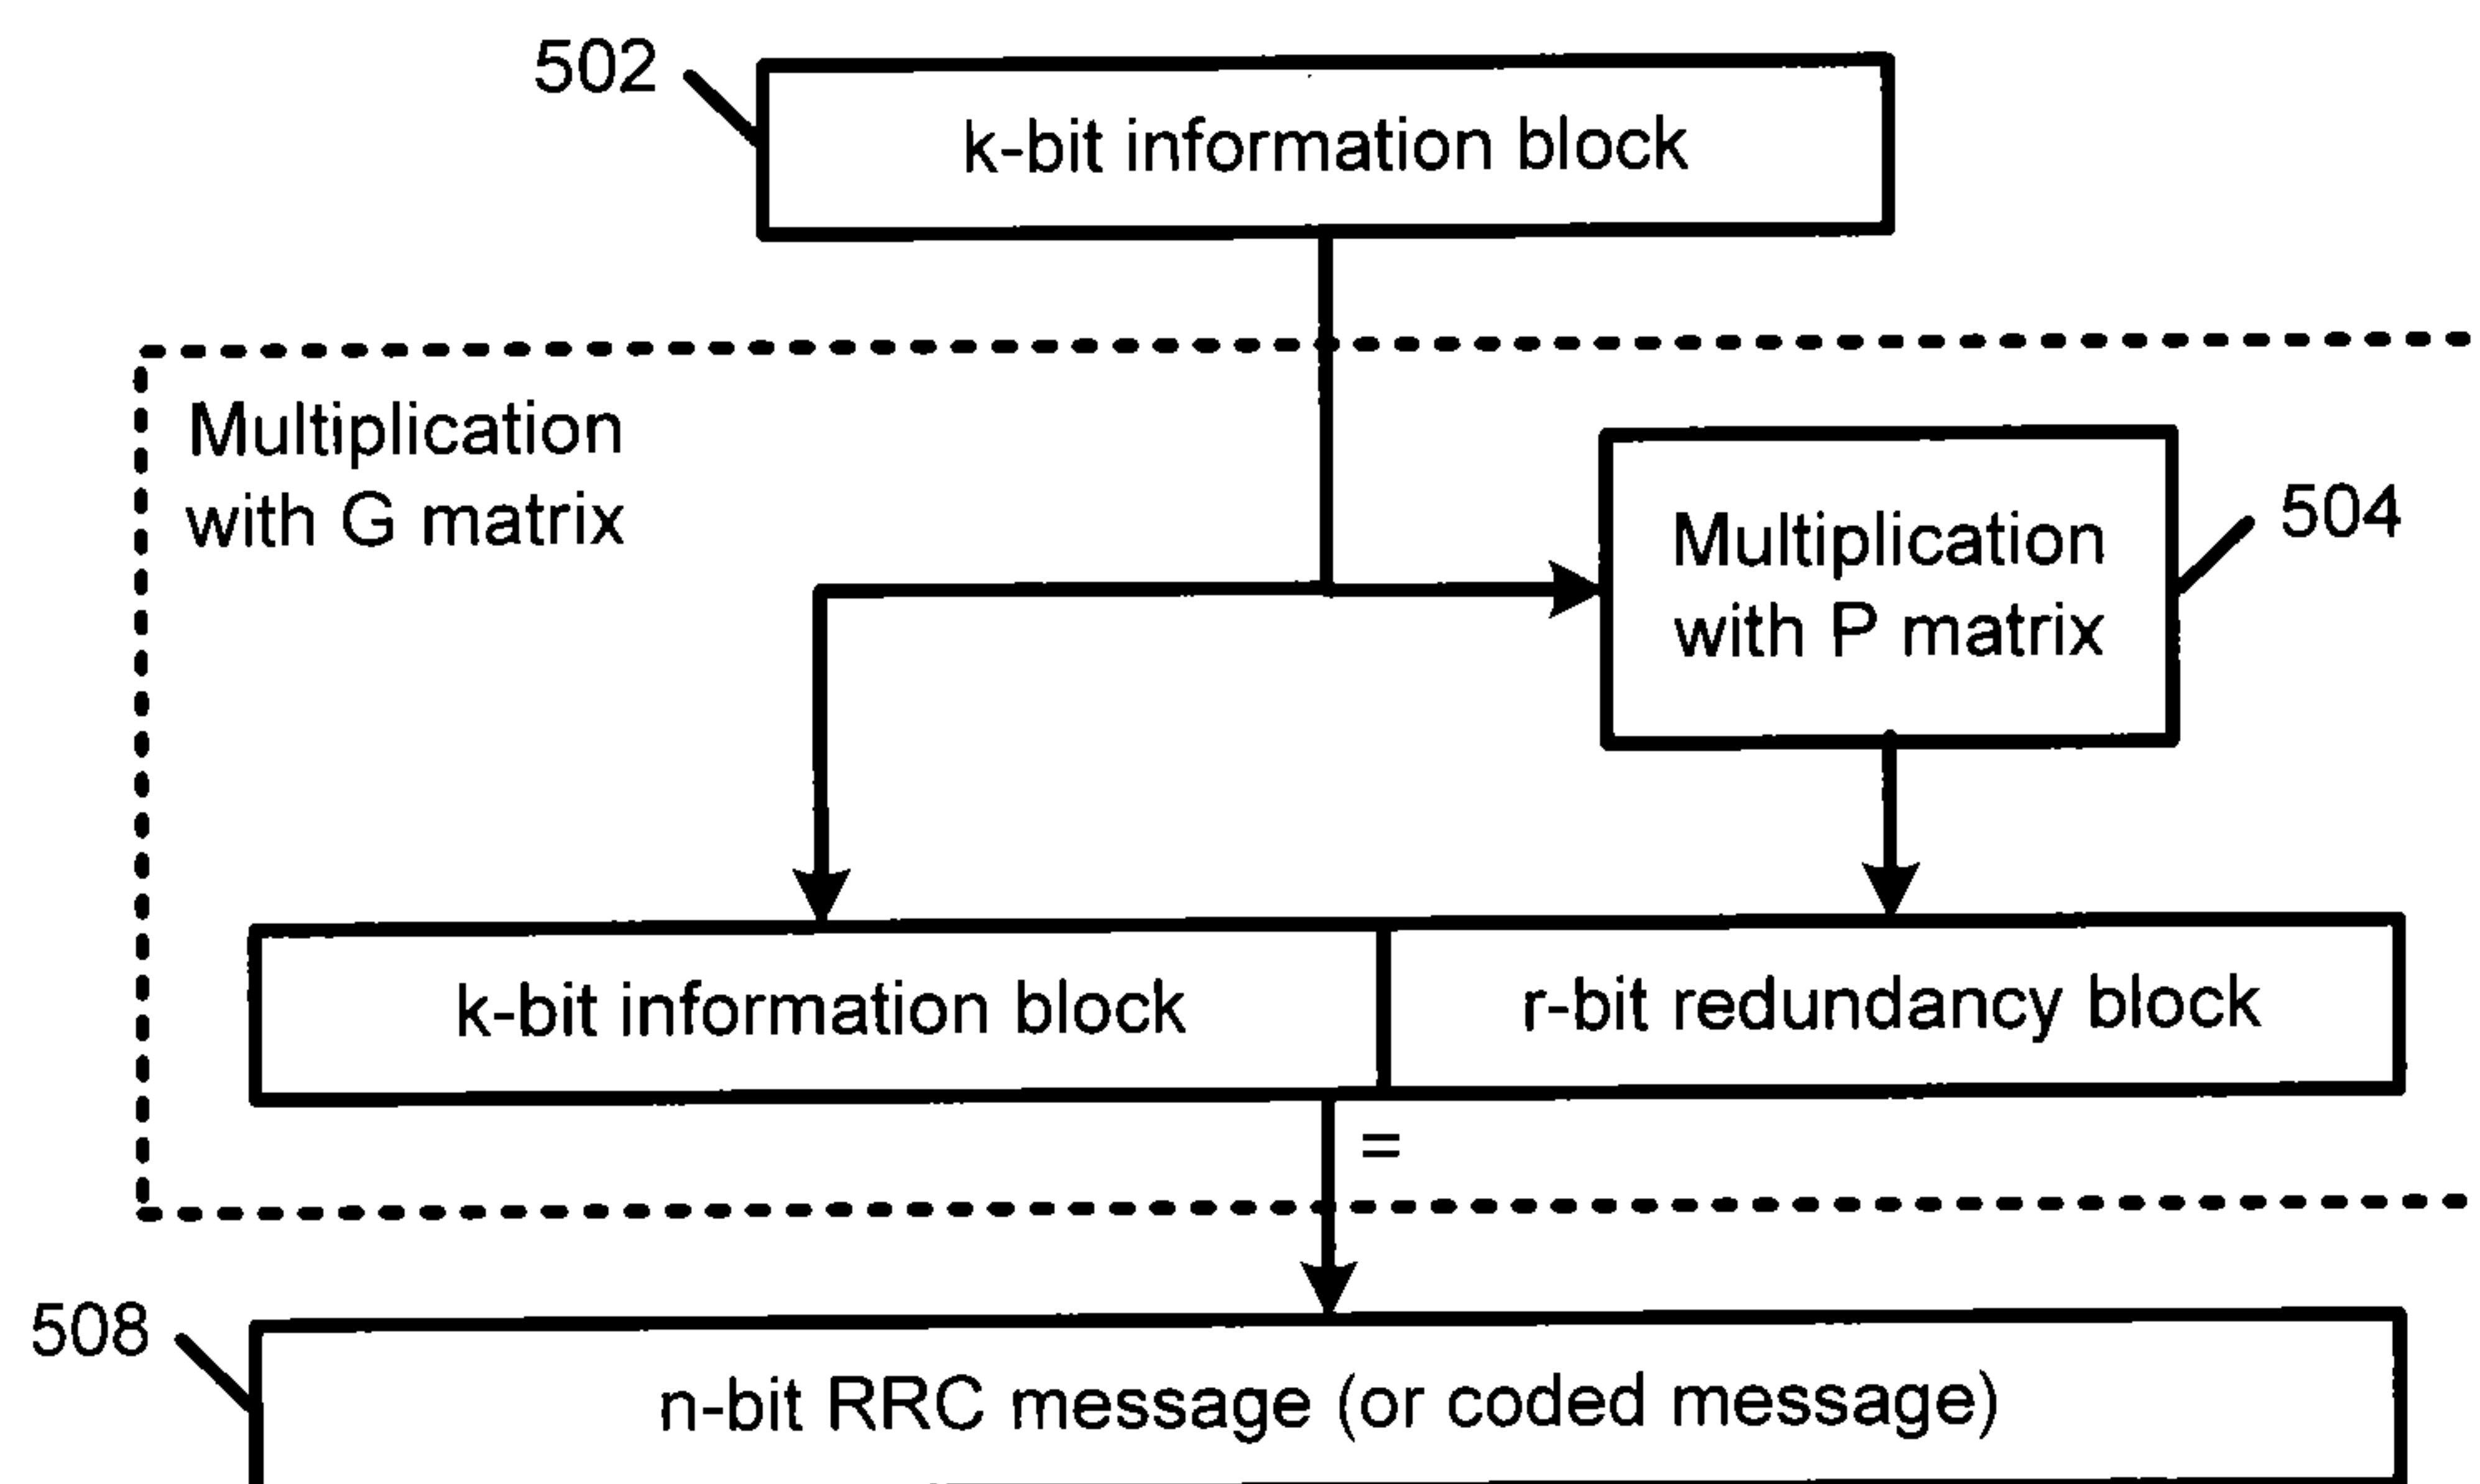 502
k-bit information block
Multiplication
with G matrix
Multiplication
with P matrix
504
k-bit information block
r-bit redundancy block
=
508
n-bit RRC message (or coded message)